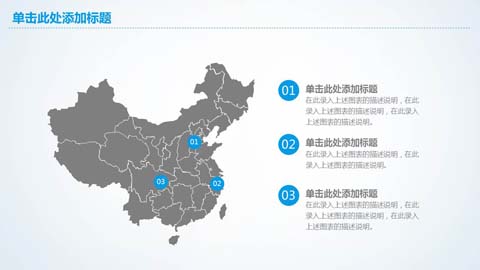 单击此处添加标题
01
03
02
01
单击此处添加标题
在此录入上述图表的描述说明，在此
录入上述图表的描述说明，在此录入
上述图表的描述说明。
02
单击此处添加标题
在此录入上述图表的描述说明，在此
录入上述图表的描述说明。
03
单击此处添加标题
在此录入上述图表的描述说明，在此
录入上述图表的描述说明，在此录入
上述图表的描述说明。